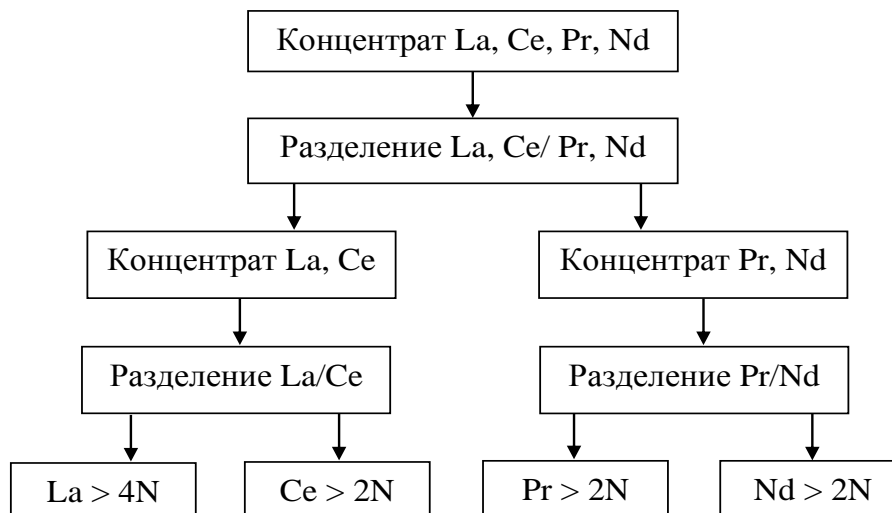 Концентрат La, Ce, Pr, Nd
Разделение La, Ce/ Pr, Nd
Концентрат La, Ce
Концентрат Pr, Nd
Разделение La/Ce
Разделение Pr/Nd
La > 4N
Ce > 2N
Pr > 2N
Nd > 2N